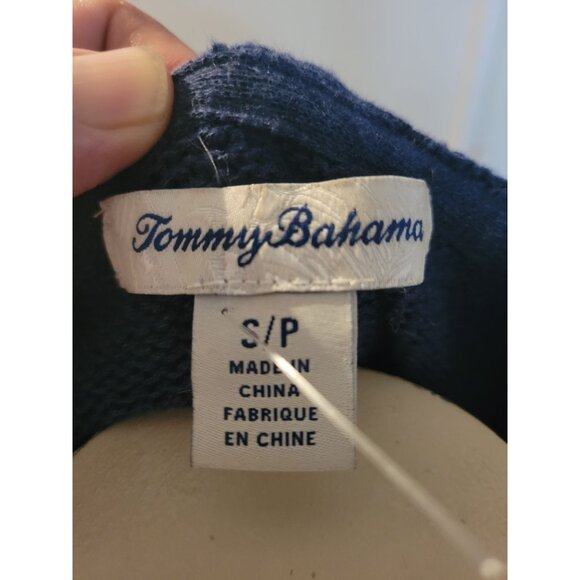 Tommy Bahama
S/P
MADE IN
CHINA
FABRIQUE
EN CHINE